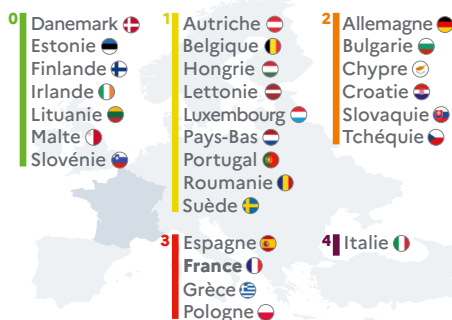 0
Danemark
Estonie
Finlande
Irlande
Lituanie
Malte
Slovénie
1
Autriche
Belgique
Hongrie
Lettonie
Luxembourg
Pays-Bas
Portugal
Roumanie
Suède
2
Allemagne
Bulgarie
Chypre
Croatie
Slovaquie
Tchéquie
3
Espagne
France
Grèce
Pologne
4
Italie